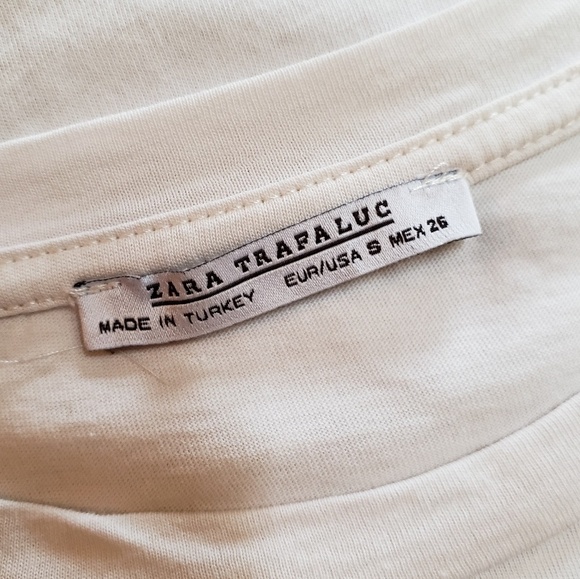 ZARA TRAFALUC
MADE IN TURKEY EUR/USA S MEX 26